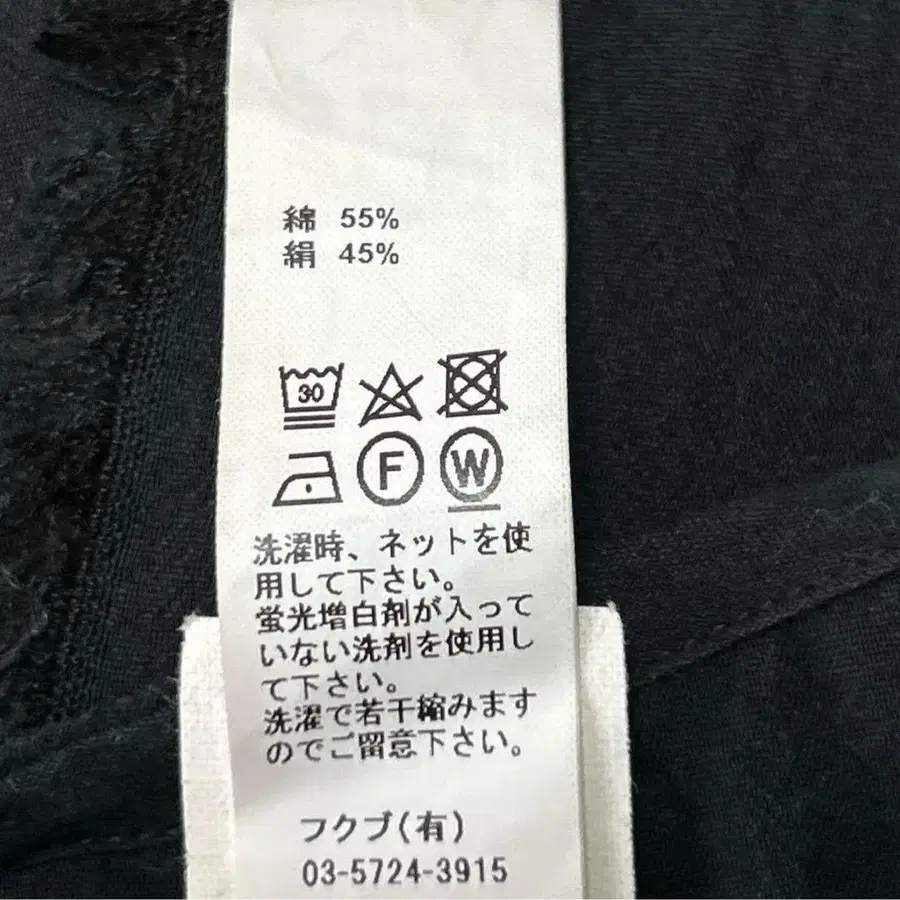 綿 55%
絹 45%
30
F W
洗濯時、ネットを使
用して下さい。
蛍光増白剤が入って
いない洗剤を使用し
て下さい。
洗濯で若干縮みます
のでご留意下さい。
フクブ(有)
03-5724-3915